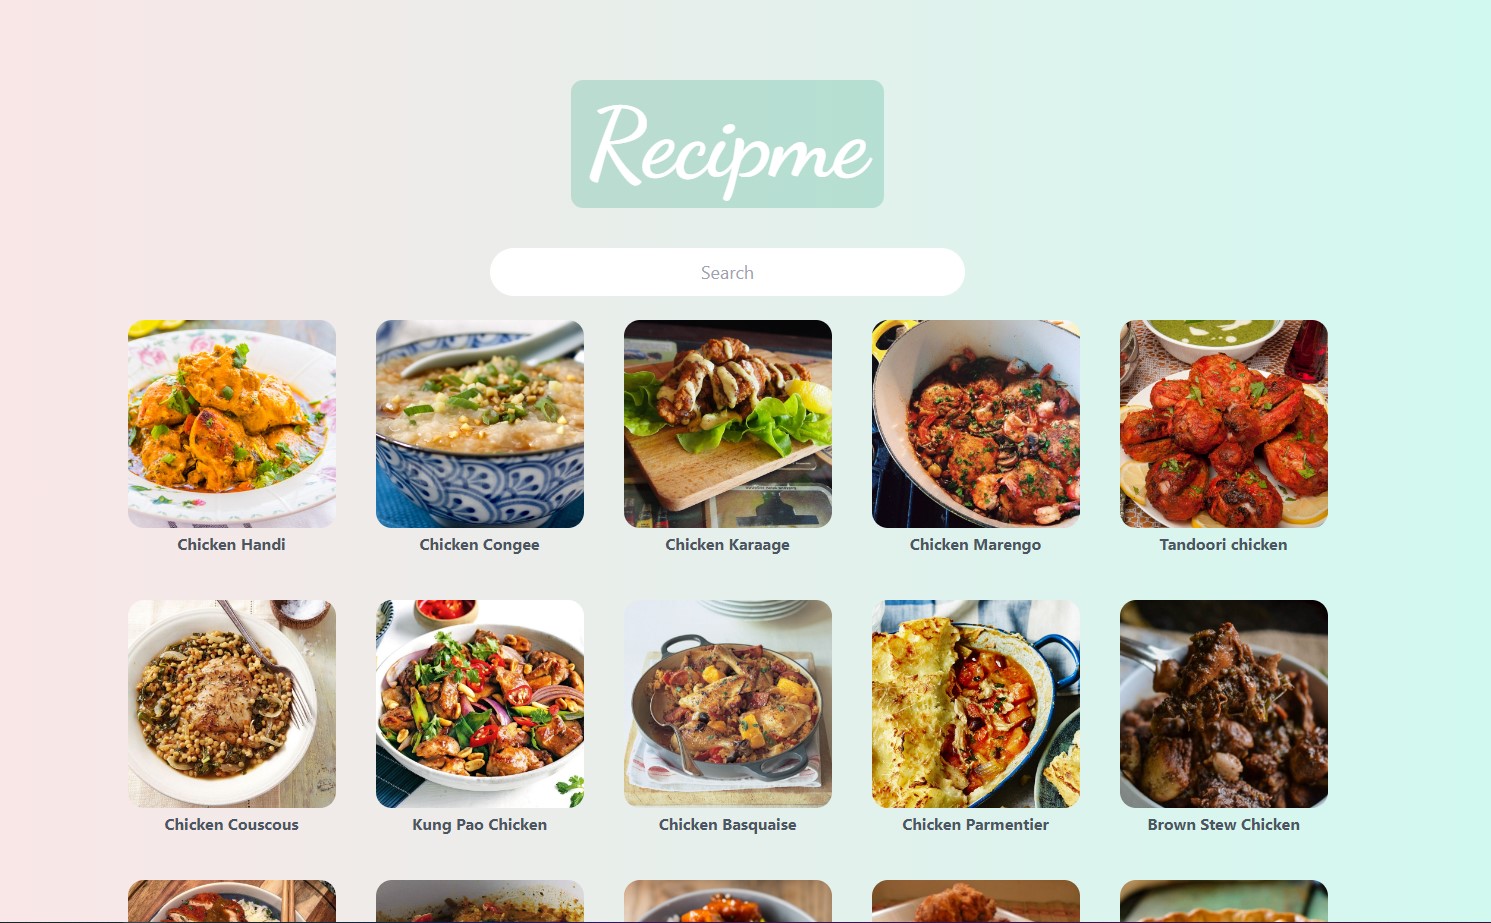 Recipme
Search
Chicken Handi
Chicken Congee
Chicken Karaage
Chicken Marengo
Tandoori chicken
Chicken Couscous
Kung Pao Chicken
Chicken Basquaise
Chicken Parmentier
Brown Stew Chicken